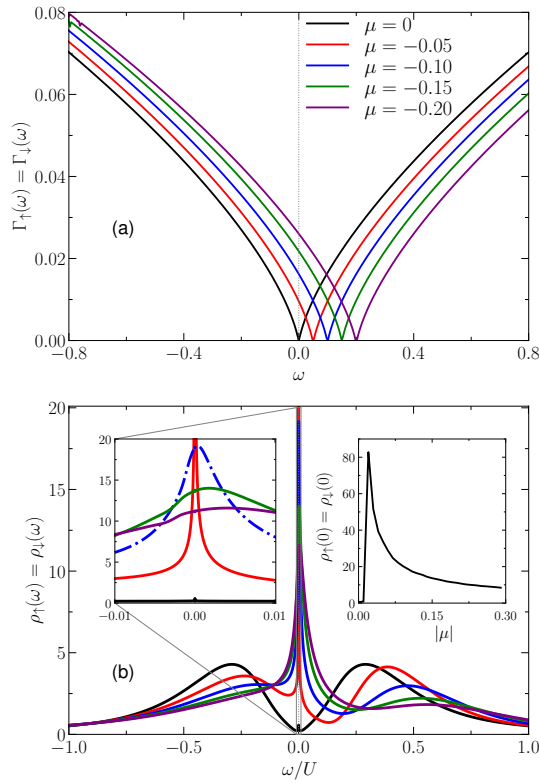 0.08
0.06
0.04
0.02
0.00
Γ↑(ω) = Γ↓(ω)
μ = 0
μ = −0.05
μ = −0.10
μ = −0.15
μ = −0.20
(a)
−0.8 −0.4 0.0 0.4 0.8
ω
20
15
10
5
0
ρ↑(ω) = ρ↓(ω)
20
15
10
5
0
−0.01 0.00 0.01
80
60
40
20
0
ρ↑(0) = ρ↓(0)
0.00 0.15 0.30
|μ|
(b)
−1.0 −0.5 0.0 0.5 1.0
ω/U